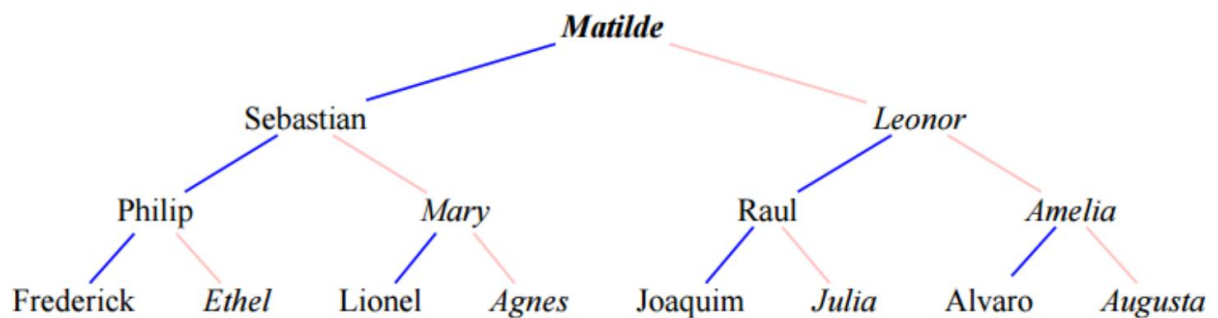 Matilde
Sebastian Leonor
Philip Mary Raul Amelia
Frederick Ethel Lionel Agnes Joaquim Julia Alvaro Augusta